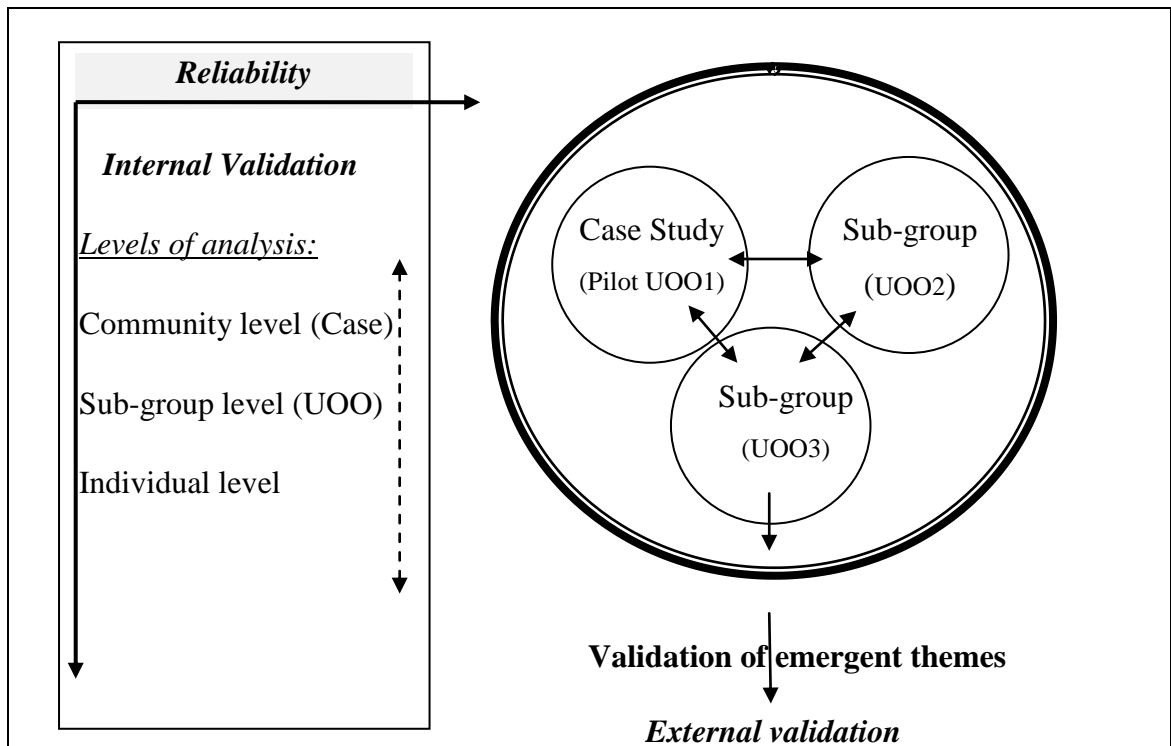 Reliability
Internal Validation
Levels of analysis:
Community level (Case)
Sub-group level (UOO)
Individual level
Case Study
(Pilot UOO1)
Sub-group
(UOO2)
Sub-group
(UOO3)
Validation of emergent themes
External validation